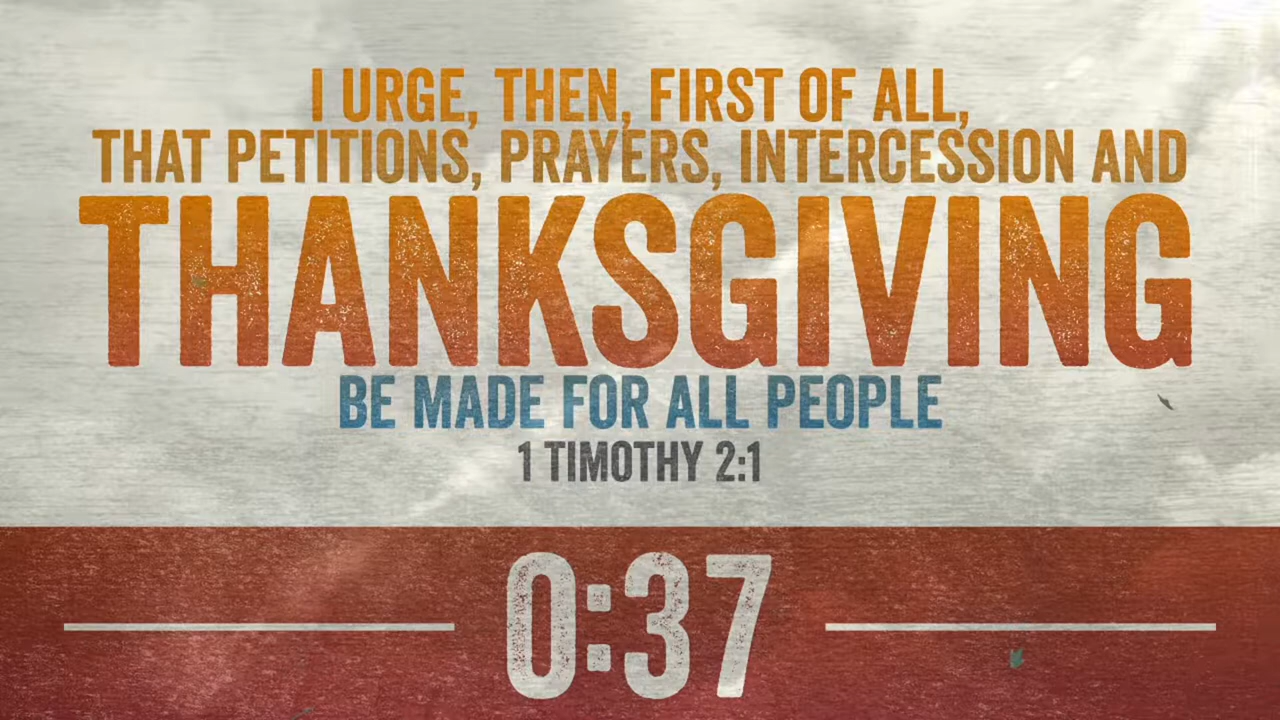 I URGE, THEN, FIRST OF ALL,
THAT PETITIONS, PRAYERS, INTERCESSION AND
THANKSGIVING
BE MADE FOR ALL PEOPLE
1 TIMOTHY 2:1
0:37